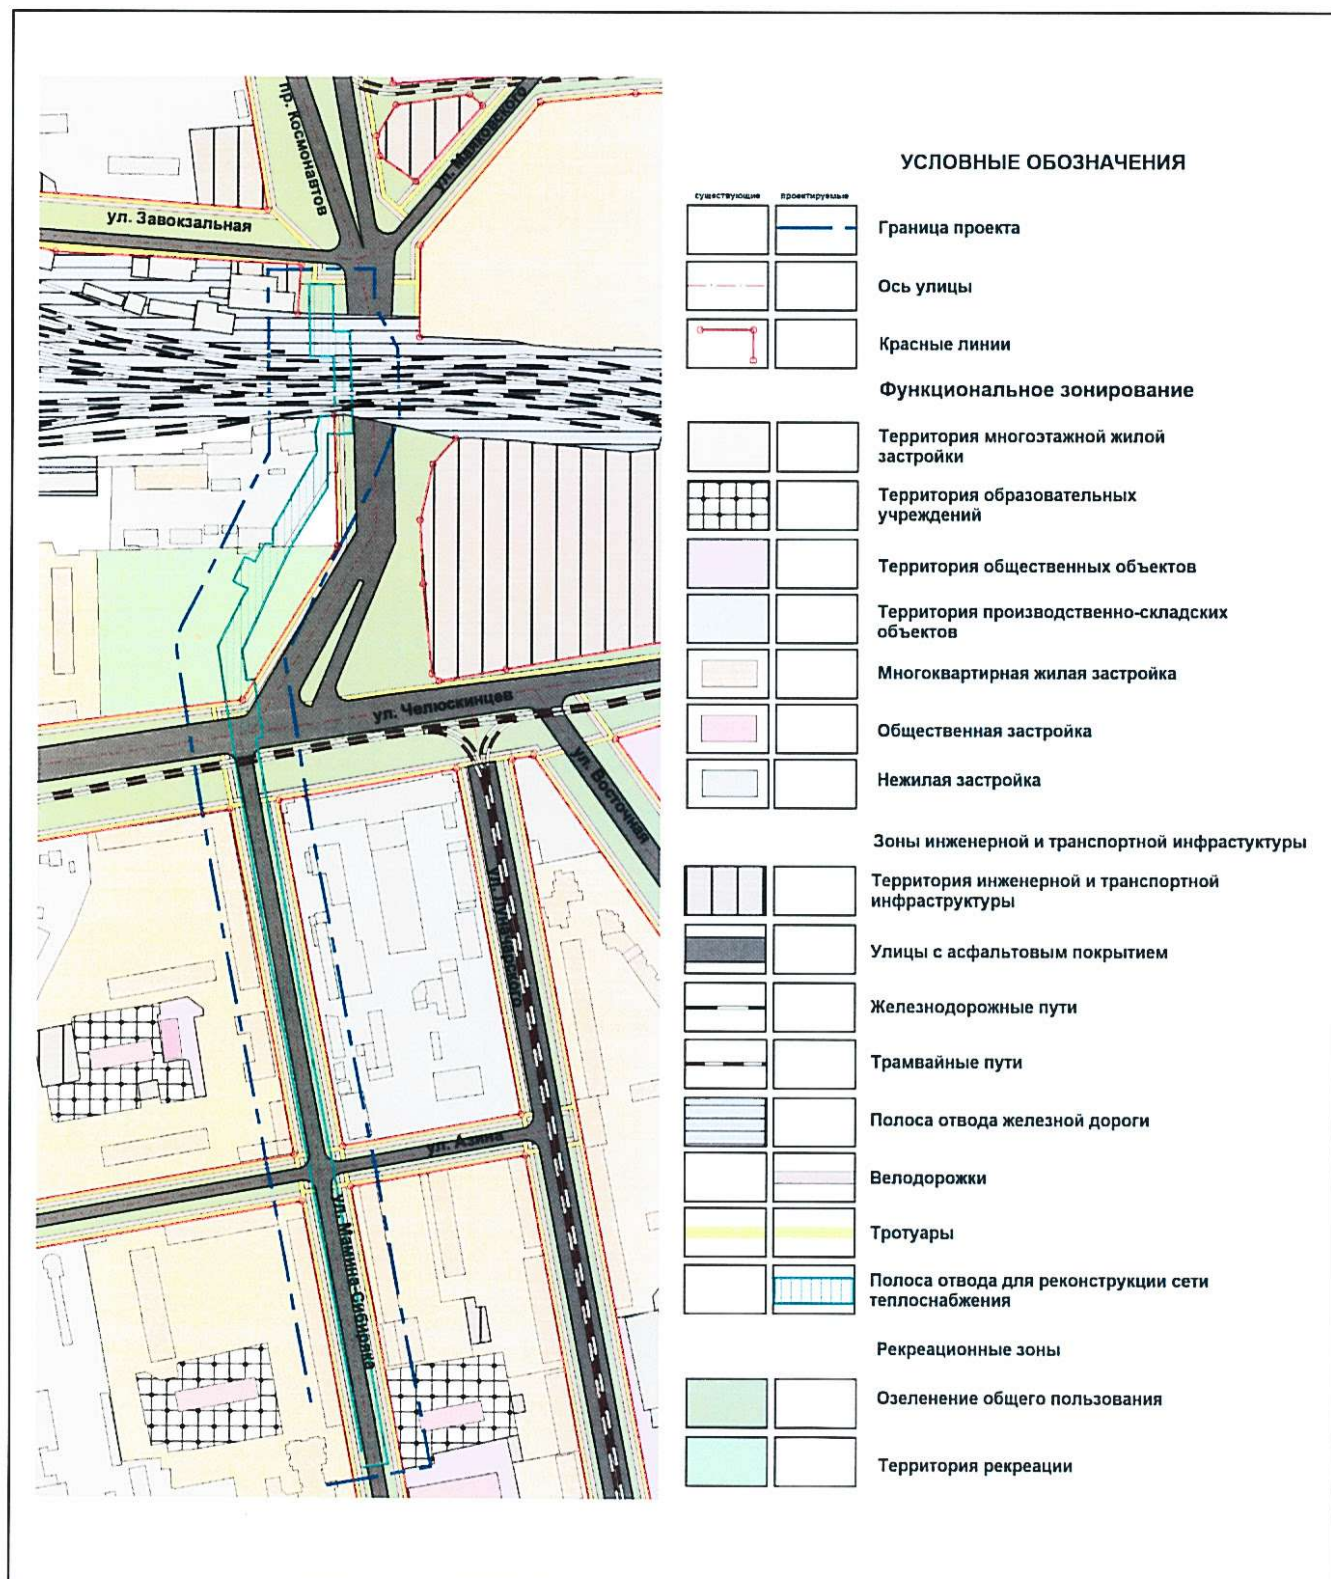 пр. Космонавтов
ул. Завокзальная
ул. Челюскинцев
ул. Восточная
ул. Луначарского
ул. Азина
ул. Мамина-Сибиряка
УСЛОВНЫЕ ОБОЗНАЧЕНИЯ
существующие проектируемые
Граница проекта
Ось улицы
Красные линии
Функциональное зонирование
Территория многоэтажной жилой
застройки
Территория образовательных
учреждений
Территория общественных объектов
Территория производственно-складских
объектов
Многоквартирная жилая застройка
Общественная застройка
Нежилая застройка
Зоны инженерной и транспортной инфрастуктуры
Территория инженерной и транспортной
инфраструктуры
Улицы с асфальтовым покрытием
Железнодорожные пути
Трамвайные пути
Полоса отвода железной дороги
Велодорожки
Тротуары
Полоса отвода для реконструкции сети
теплоснабжения
Рекреационные зоны
Озеленение общего пользования
Территория рекреации